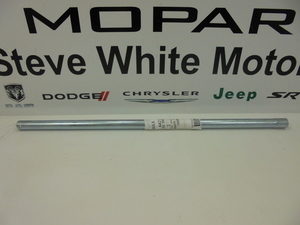 MOPAR
Steve White Motor
DODGE CHRYSLER Jeep SR